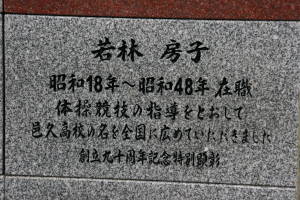 若林 房子
昭和18年～昭和48年 在職
体操競技の指導をとおして
邑久高校の名を全国に広めていただきました
創立九十周年記念特別顕彰